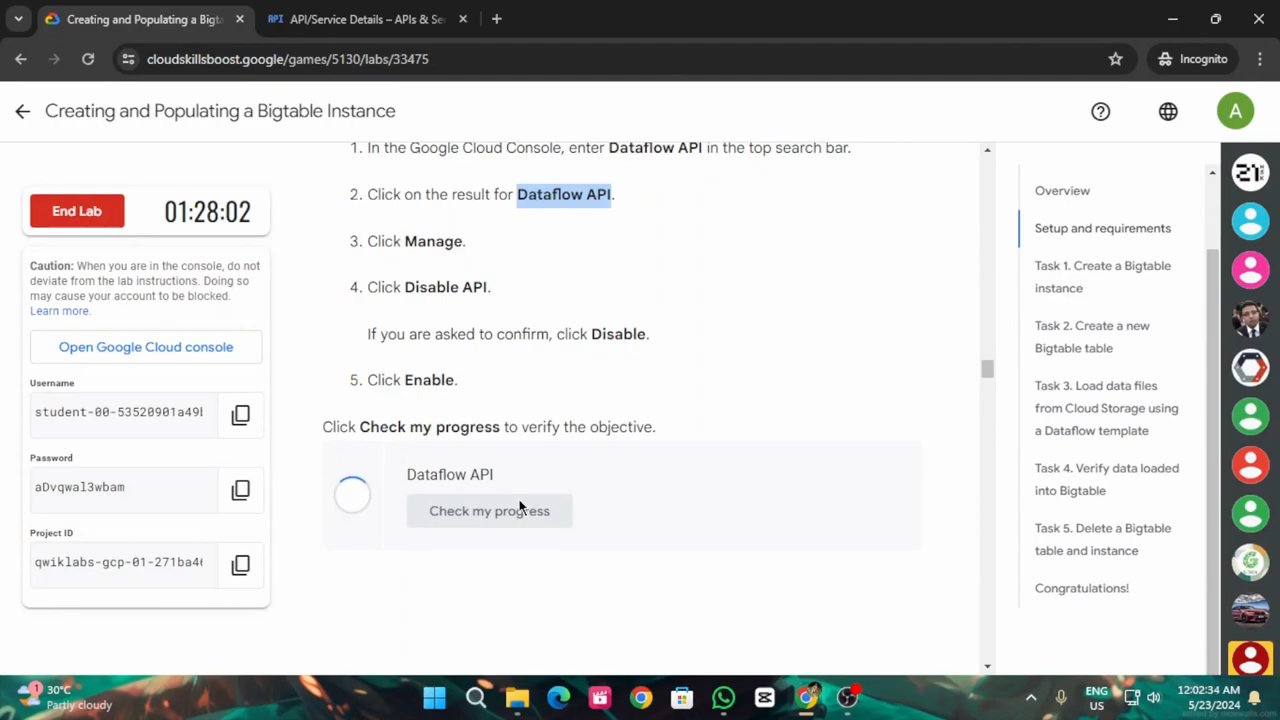 Creating and Populating a Bigta
API API/Service Details – APIs & Se
cloudskillsboost.google/games/5130/labs/33475
Incognito
Creating and Populating a Bigtable Instance
A
End Lab
01:28:02
Caution: When you are in the console, do not
deviate from the lab instructions. Doing so
may cause your account to be blocked.
Learn more.
Open Google Cloud console
Username
student-00-53520901a49
Password
aDvqwal3wbam
Project ID
qwiklabs-gcp-01-271ba4
1. In the Google Cloud Console, enter Dataflow API in the top search bar.
2. Click on the result for Dataflow API.
3. Click Manage.
4. Click Disable API.
If you are asked to confirm, click Disable.
5. Click Enable.
Click Check my progress to verify the objective.
Dataflow API
Check my progress
Overview
Setup and requirements
Task 1. Create a Bigtable
instance
Task 2. Create a new
Bigtable table
Task 3. Load data files
from Cloud Storage using
a Dataflow template
Task 4. Verify data loaded
into Bigtable
Task 5. Delete a Bigtable
table and instance
Congratulations!
1
30°C
Partly cloudy
ENG
US
12:02:34 AM
5/23/2024